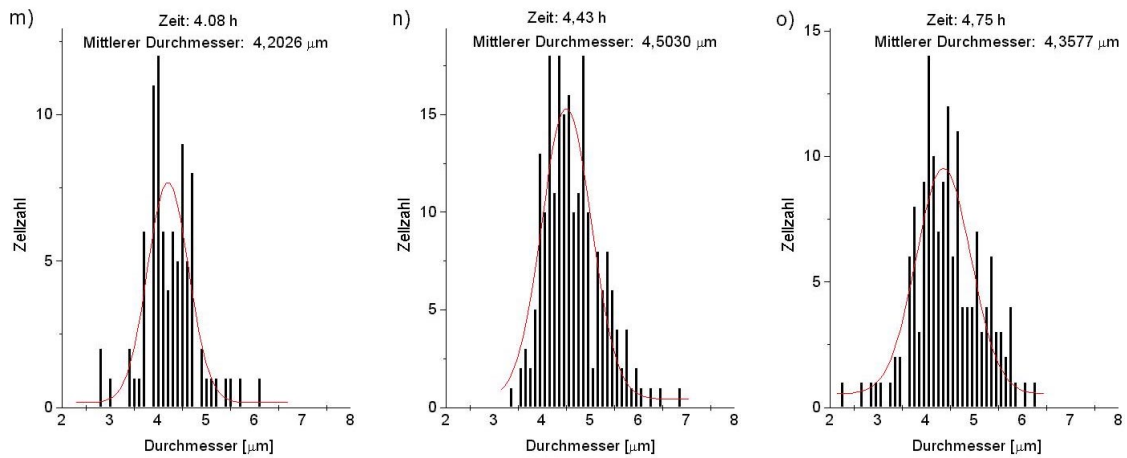 m)
Zeit: 4.08 h
Mittlerer Durchmesser: 4,2026 μm
Zellzahl
10
5
0
2 3 4 5 6 7 8
Durchmesser [μm]
n)
Zeit: 4,43 h
Mittlerer Durchmesser: 4,5030 μm
Zellzahl
15
10
5
0
2 3 4 5 6 7 8
Durchmesser [μm]
o)
Zeit: 4,75 h
Mittlerer Durchmesser: 4,3577 μm
Zellzahl
15
10
5
0
2 3 4 5 6 7 8
Durchmesser [μm]